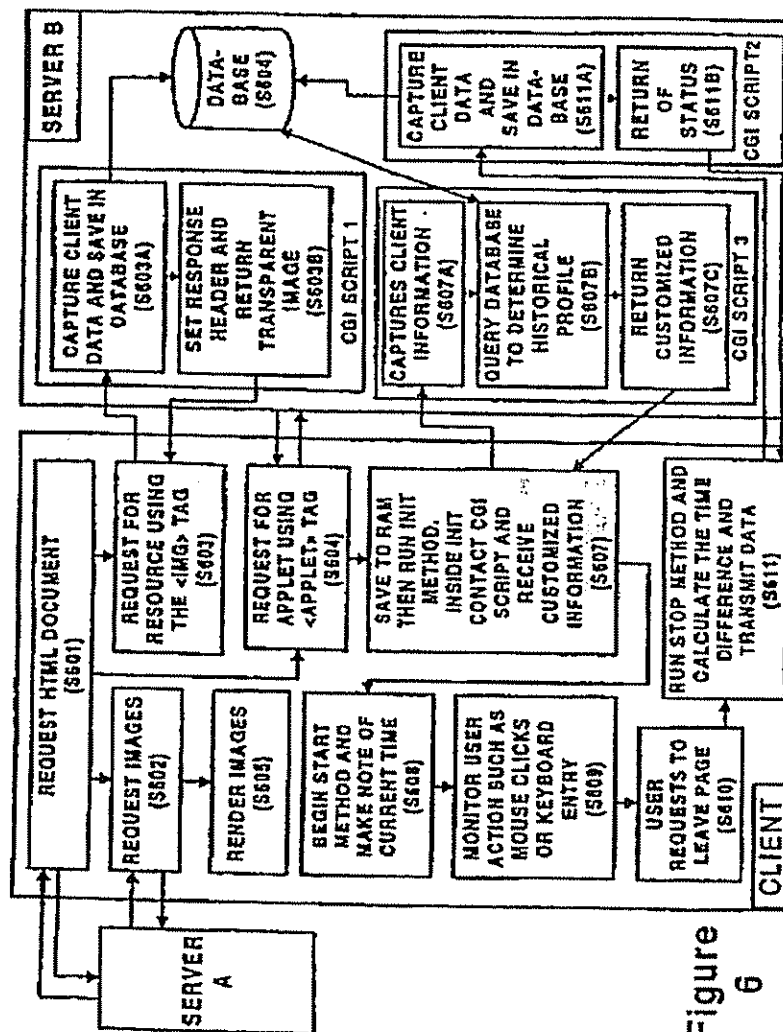 SERVER
A
REQUEST HTML DOCUMENT
(S601)
REQUEST IMAGES
(S602)
RENDER IMAGES
(S605)
REQUEST FOR
RESOURCE USING
THE <IMG> TAG
(S603)
REQUEST FOR
APPLET USING
<APPLET> TAG
(S604)
SAVE TO RAM
THEN RUN INIT
METHOD.
INSIDE INIT
CONTACT CGI
SCRIPT AND
RECEIVE
CUSTOMIZED
INFORMATION
(S607)
BEGIN START
METHOD AND
MAKE NOTE OF
CURRENT TIME
(S608)
MONITOR USER
ACTION SUCH AS
MOUSE CLICKS
OR KEYBOARD
ENTRY
(S609)
USER
REQUESTS TO
LEAVE PAGE
(S610)
RUN STOP METHOD AND
CALCULATE THE TIME
DIFFERENCE AND
TRANSMIT DATA
(S611)
CLIENT
SERVER B
CAPTURE CLIENT
DATA AND SAVE IN
DATABASE
(S603A)
SET RESPONSE
HEADER AND
RETURN
TRANSPARENT
IMAGE
(S603B)
CGI SCRIPT 1
DATA-
BASE
(S604)
CAPTURES CLIENT
INFORMATION
(S607A)
QUERY DATABASE
TO DETERMINE
HISTORICAL
PROFILE
(S607B)
RETURN
CUSTOMIZED
INFORMATION
(S607C)
CGI SCRIPT 3
CAPTURE
CLIENT
DATA AND
SAVE IN
DATA-
BASE
(S611A)
RETURN
OF
STATUS
(S611B)
CGI SCRIPT2
Figure
6